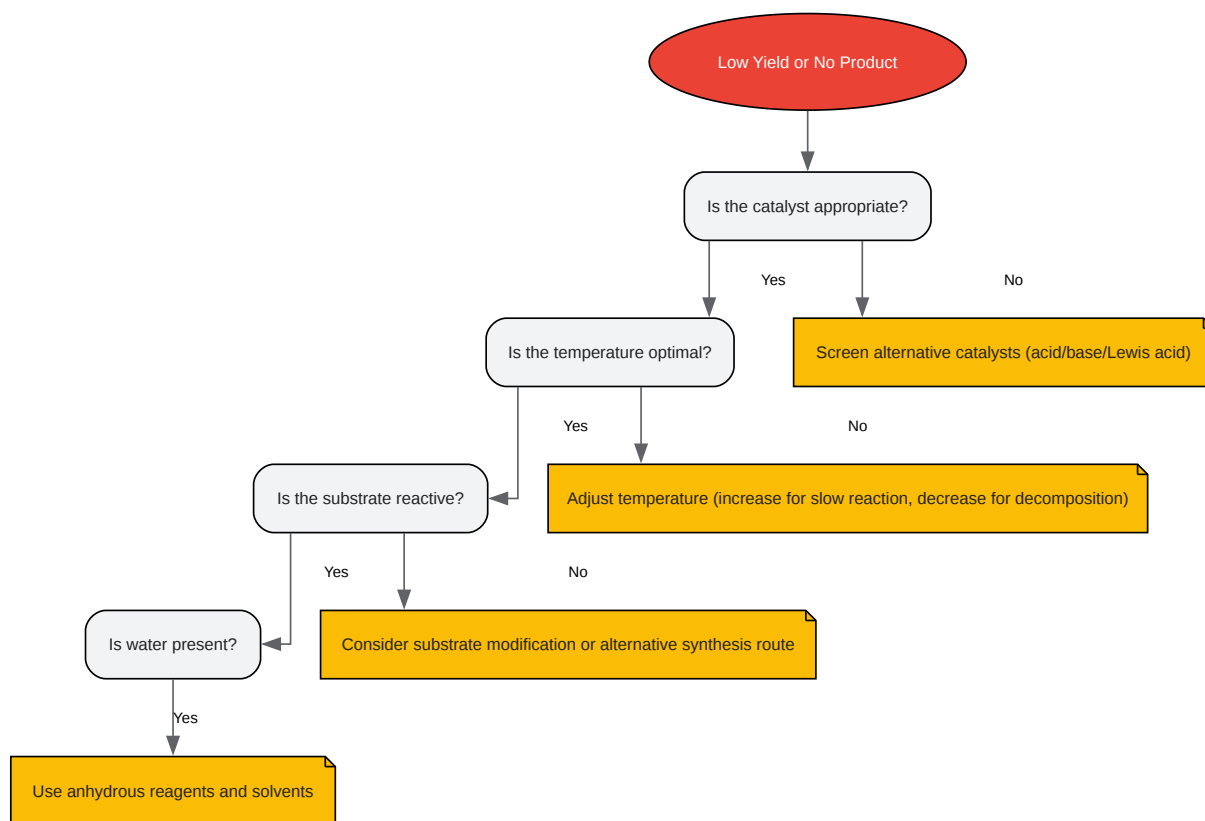 Low Yield or No Product
Is the catalyst appropriate?
Yes
No
Is the temperature optimal?
Screen alternative catalysts (acid/base/Lewis acid)
Yes
No
Is the substrate reactive?
Adjust temperature (increase for slow reaction, decrease for decomposition)
Yes
No
Is water present?
Consider substrate modification or alternative synthesis route
Yes
Use anhydrous reagents and solvents